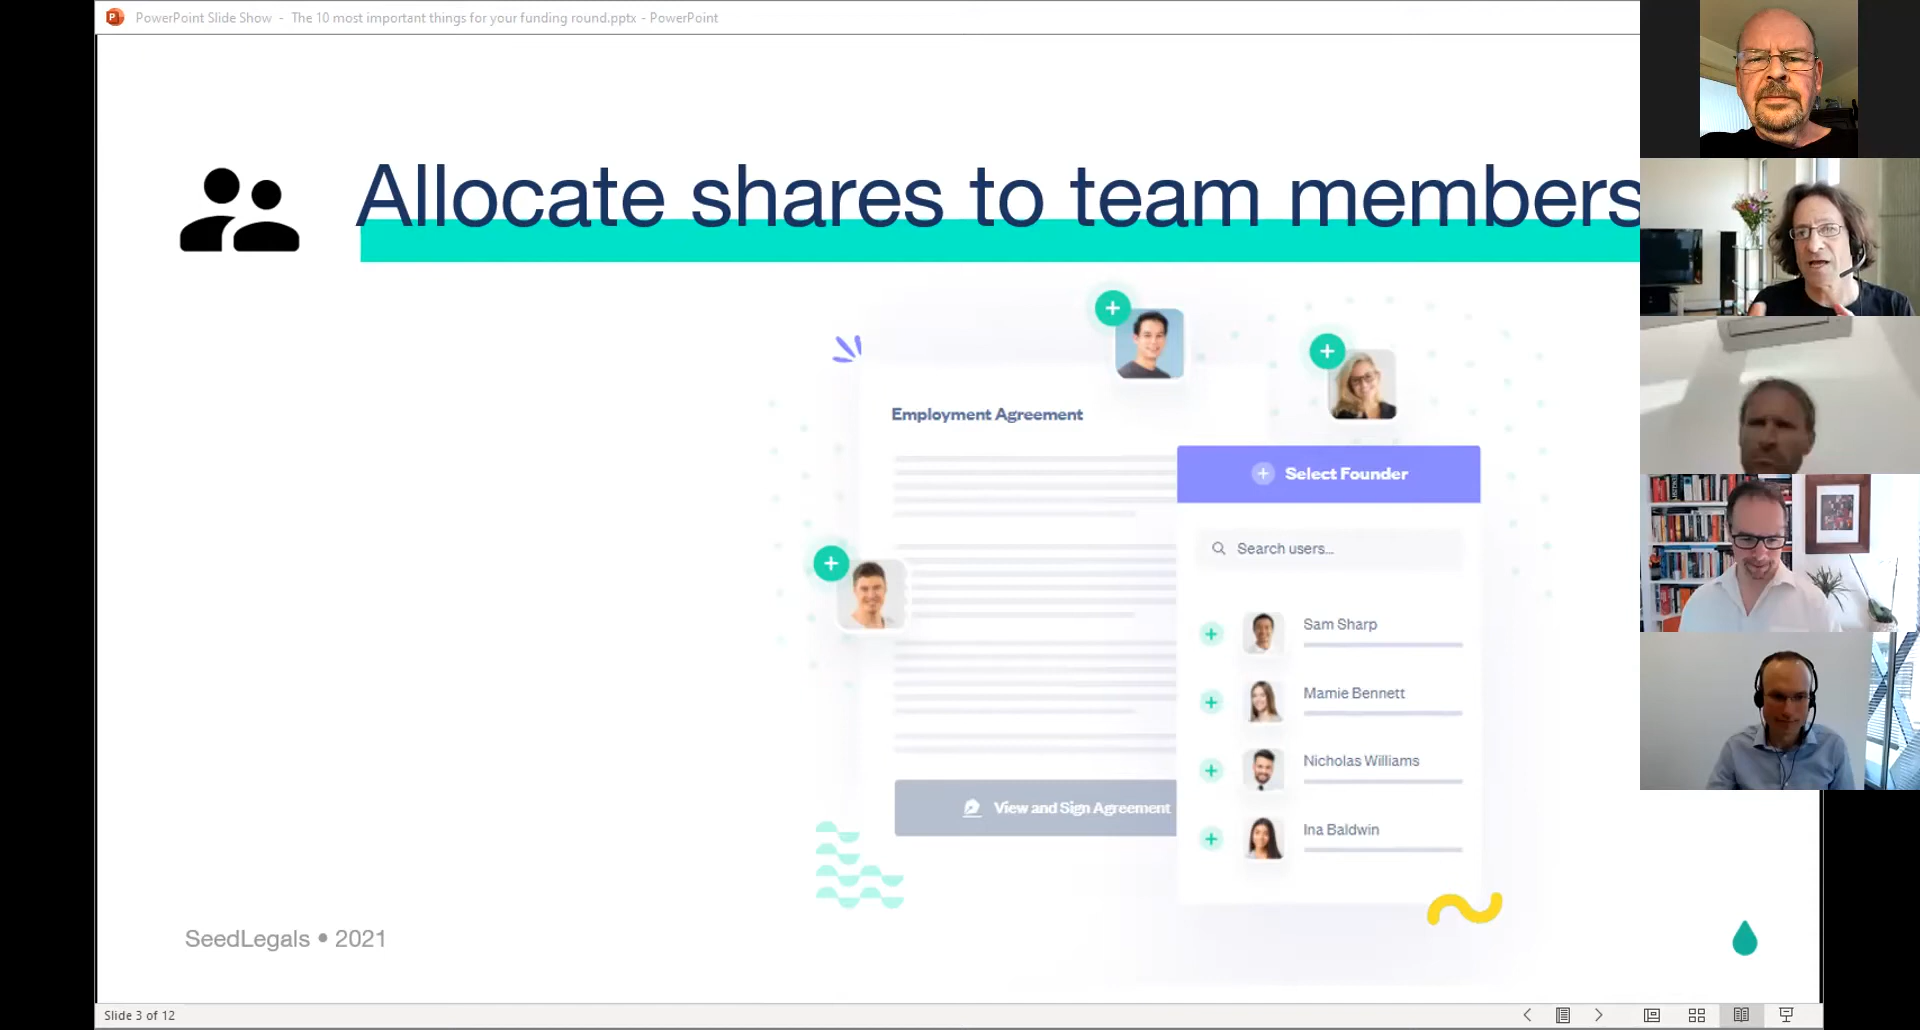 PowerPoint Slide Show - The 10 most important things for your funding round.pptx - PowerPoint
Allocate shares to team members
Employment Agreement
Select Founder
Search users...
Sam Sharp
Mamie Bennett
Nicholas Williams
View and Sign Agreement
Ina Baldwin
SeedLegals • 2021
Slide 3 of 12